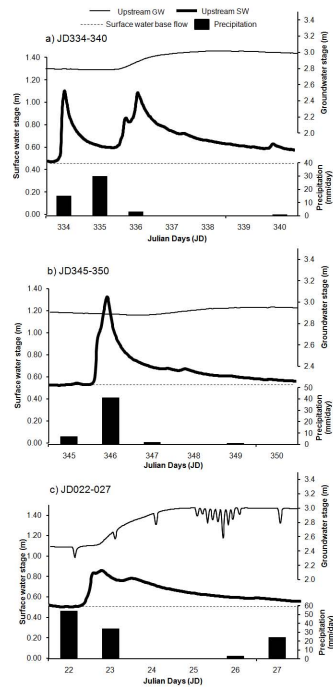 Upstream GW Upstream SW
Surface water base flow Precipitation
a) JD334-340
Surface water stage (m)
1.40
1.20
1.00
0.80
0.60
0.40
0.20
0.00
3.4
3.2
3.0
2.8
2.6
2.4
2.2
2.0
Groundwater stage (m)
40
30
20
10
0
Precipitation
(mm/day)
334 335 336 337 338 339 340
Julian Days (JD)
b) JD345-350
Surface water stage (m)
1.40
1.20
1.00
0.80
0.60
0.40
0.20
0.00
3.4
3.2
3.0
2.8
2.6
2.4
Groundwater stage (m)
50
40
30
20
10
0
Precipitation
(mm/day)
345 346 347 348 349 350
Julian Days (JD)
c) JD022-027
Surface water stage (m)
1.40
1.20
1.00
0.80
0.60
0.40
0.20
0.00
3.4
3.2
3.0
2.8
2.6
2.4
2.2
2.0
Groundwater stage (m)
60
50
40
30
20
10
0
Precipitation
(mm/day)
22 23 24 25 26 27
Julian Days (JD)